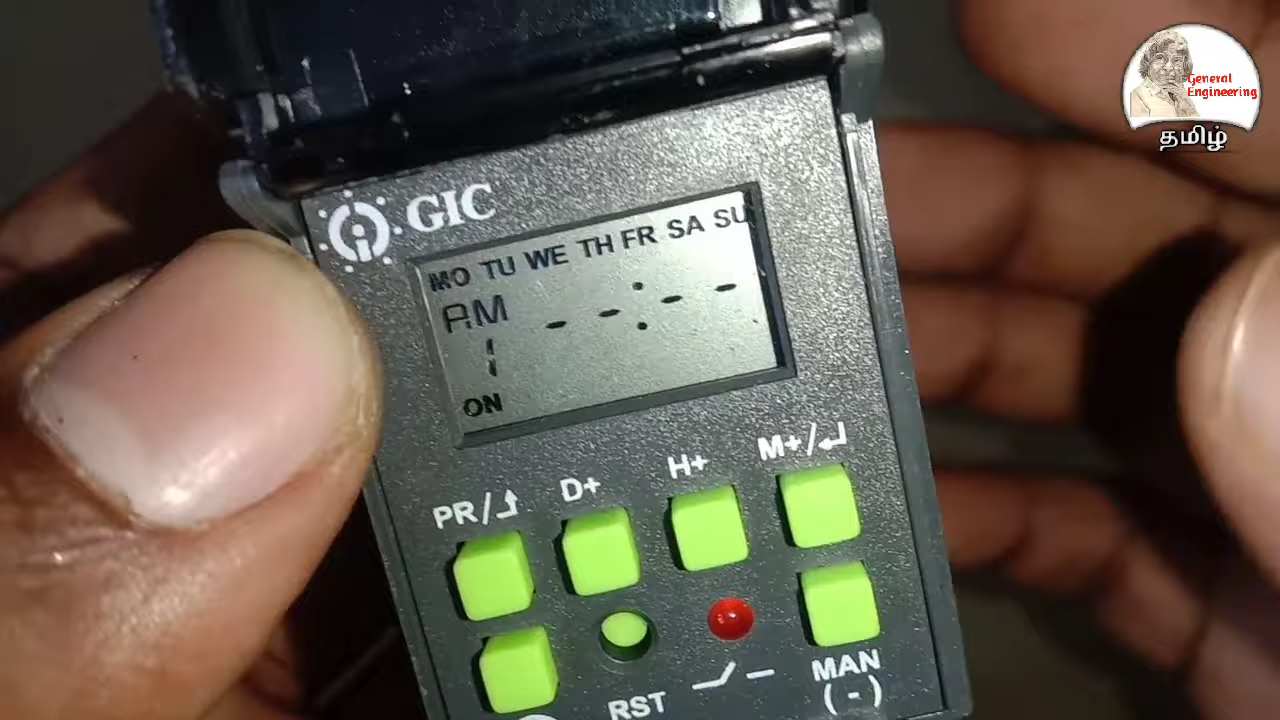 General
Engineering
தமிழ்
GIC
MO TU WE TH FR SA SU
AM --:--
1
ON
PR/
D+
H+
M+/
RST
MAN
(-)